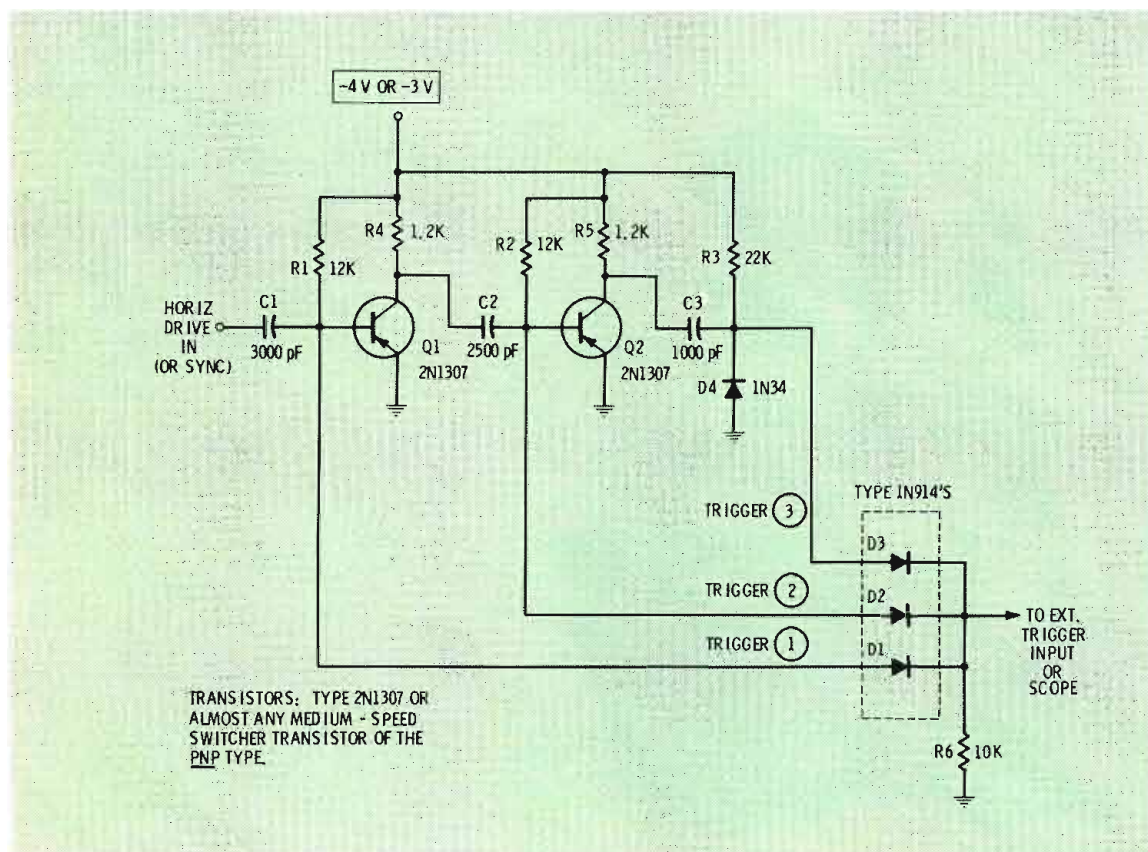 -4 V OR -3 V
R4
1.2K
R1
12K
R2
12K
R5
1.2K
R3
22K
HORIZ
DRIVE
IN
(OR SYNC)
C1
3000 pF
Q1
2N1307
C2
2500 pF
Q2
2N1307
C3
1000 pF
D4
1N34
TYPE 1N914'S
TRIGGER 3
D3
TRIGGER 2
D2
TRIGGER 1
D1
TO EXT.
TRIGGER
INPUT
OR
SCOPE
R6
10K
TRANSISTORS: TYPE 2N1307 OR
ALMOST ANY MEDIUM - SPEED
SWITCHER TRANSISTOR OF THE
PNP TYPE.